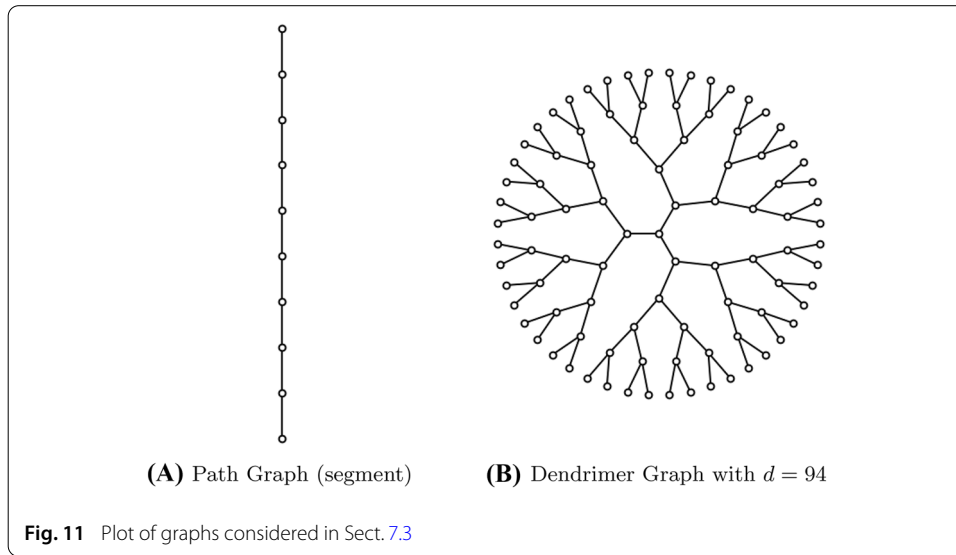 (A) Path Graph (segment)
(B) Dendrimer Graph with d = 94
Fig. 11 Plot of graphs considered in Sect. 7.3